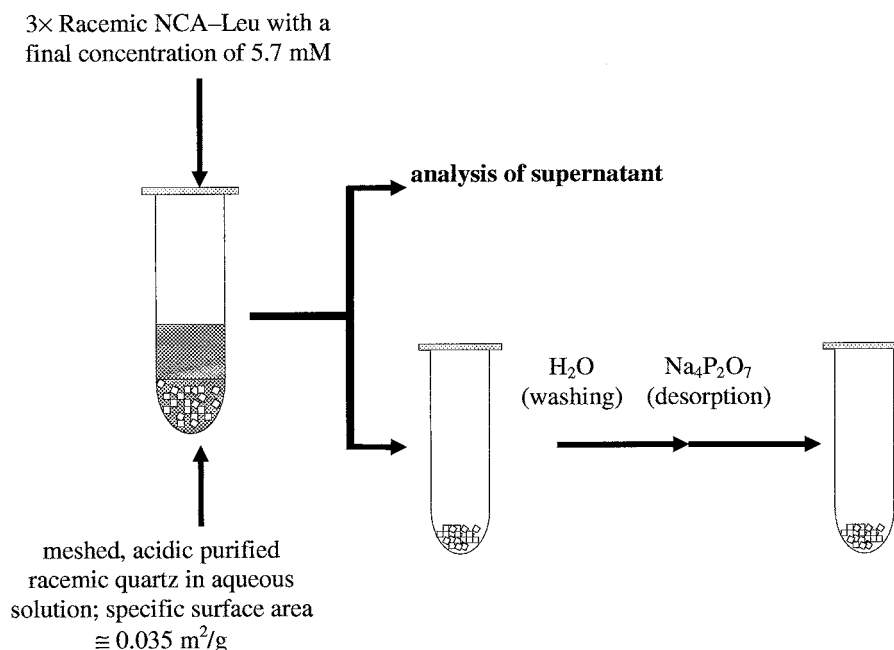 3× Racemic NCA–Leu with a
final concentration of 5.7 mM
analysis of supernatant
H₂O
(washing)
Na₄P₂O₇
(desorption)
meshed, acidic purified
racemic quartz in aqueous
solution; specific surface area
≅ 0.035 m²/g